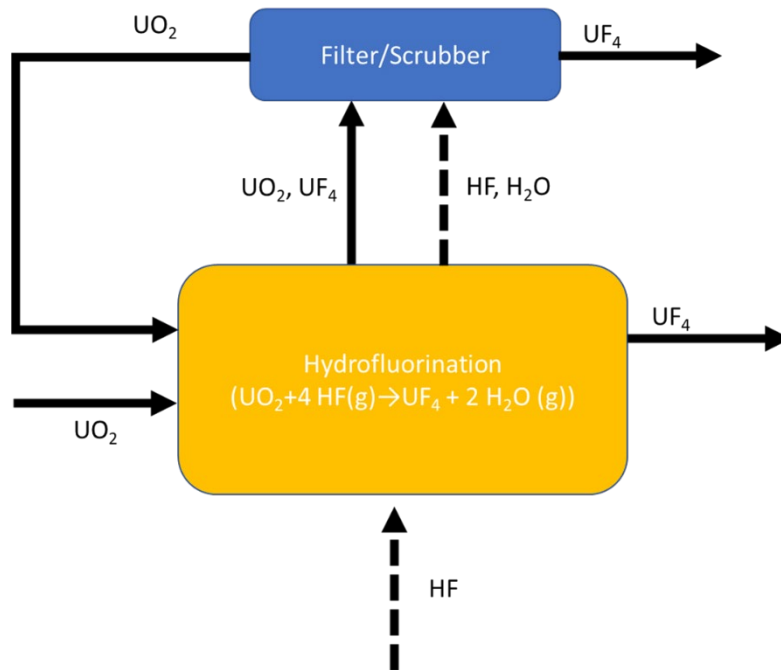 UO₂
Filter/Scrubber
UF₄
UO₂, UF₄
HF, H₂O
UF₄
Hydrofluorination
(UO₂+4 HF(g)→UF₄ + 2 H₂O (g))
UO₂
HF